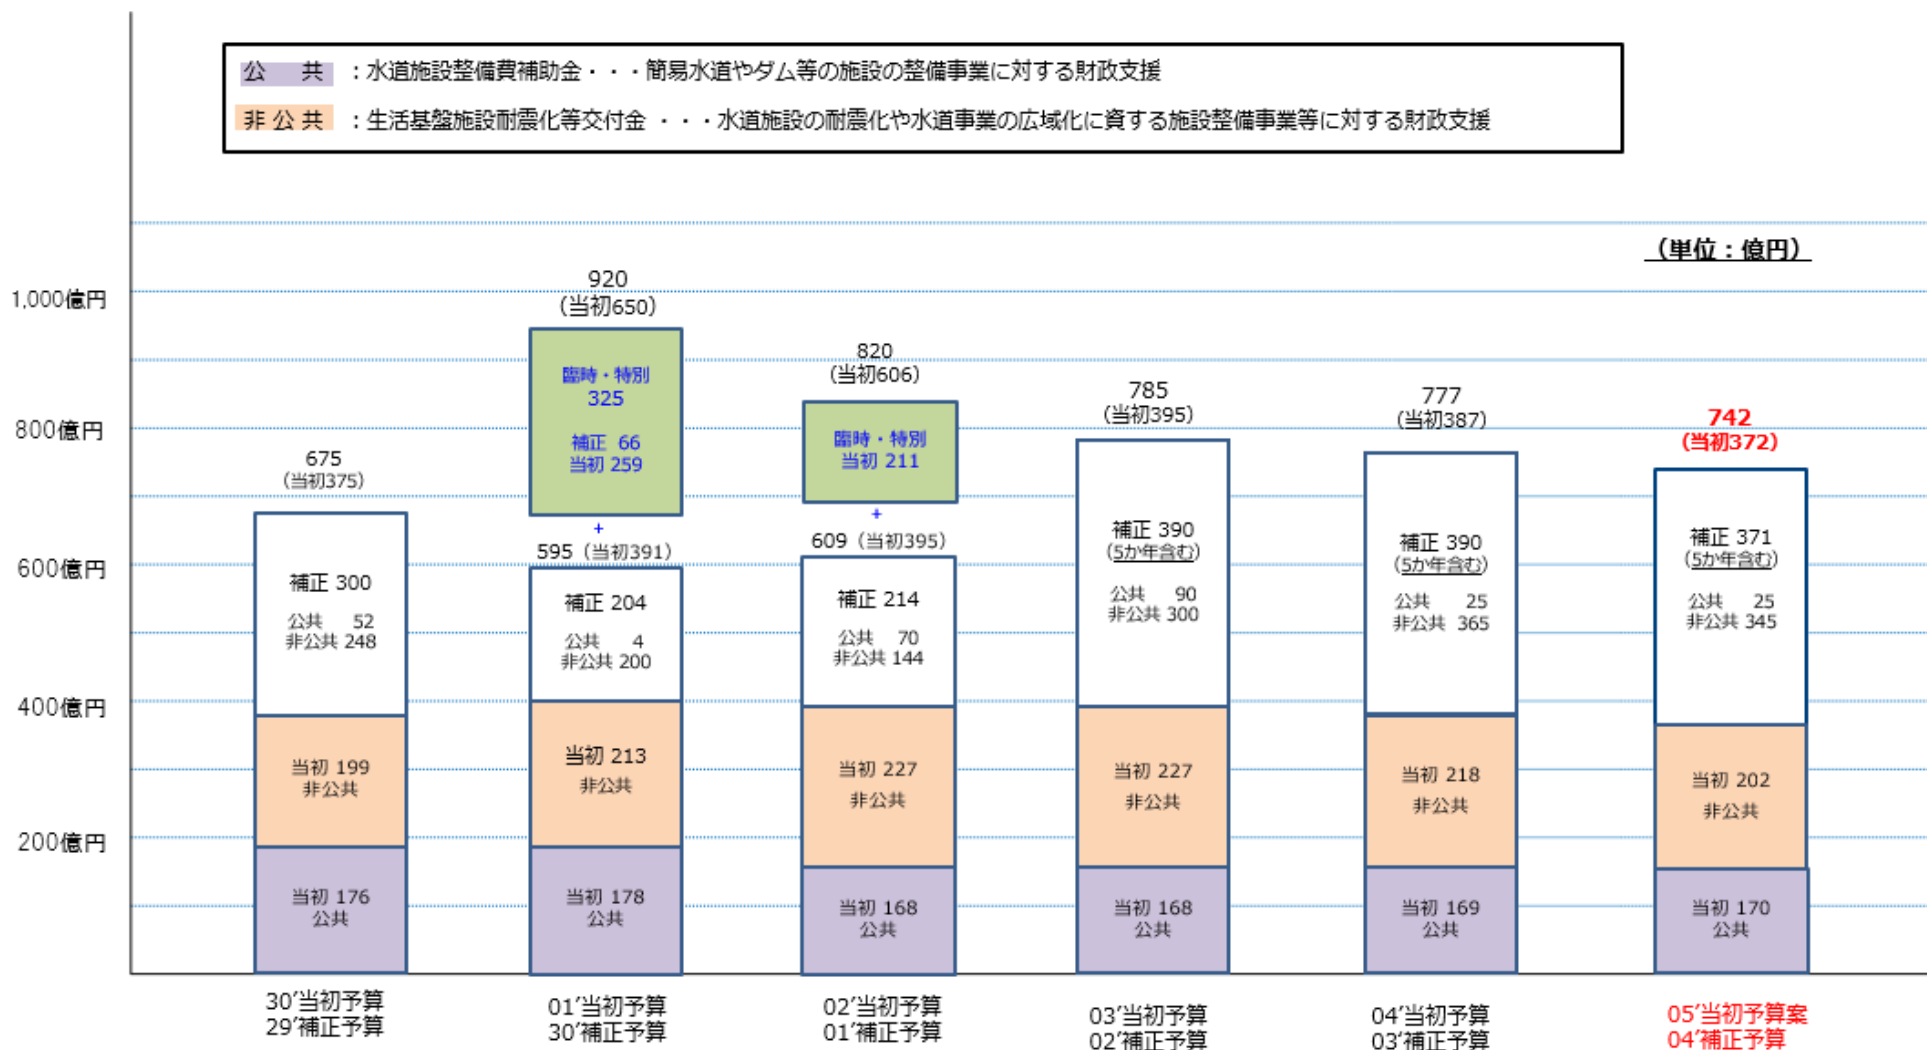 公 共 ：水道施設整備費補助金・・・簡易水道やダム等の施設の整備事業に対する財政支援
非公共 ：生活基盤施設耐震化等交付金 ・・・水道施設の耐震化や水道事業の広域化に資する施設整備事業等に対する財政支援
（単位：億円）
1,000億円
800億円
600億円
400億円
200億円
675
（当初375）
補正 300
公共 52
非公共 248
当初 199
非公共
当初 176
公共
30′当初予算
29′補正予算
920
（当初650）
臨時・特別
325
補正 66
当初 259
+
595（当初391）
補正 204
公共 4
非公共 200
当初 213
非公共
当初 178
公共
01′当初予算
30′補正予算
820
（当初606）
臨時・特別
当初 211
+
609（当初395）
補正 214
公共 70
非公共 144
当初 227
非公共
当初 168
公共
02′当初予算
01′補正予算
785
（当初395）
補正 390
（5か年含む）
公共 90
非公共 300
当初 227
非公共
当初 168
公共
03′当初予算
02′補正予算
777
（当初387）
補正 390
（5か年含む）
公共 25
非公共 365
当初 218
非公共
当初 169
公共
04′当初予算
03′補正予算
742
（当初372）
補正 371
（5か年含む）
公共 25
非公共 345
当初 202
非公共
当初 170
公共
05′当初予算案
04′補正予算